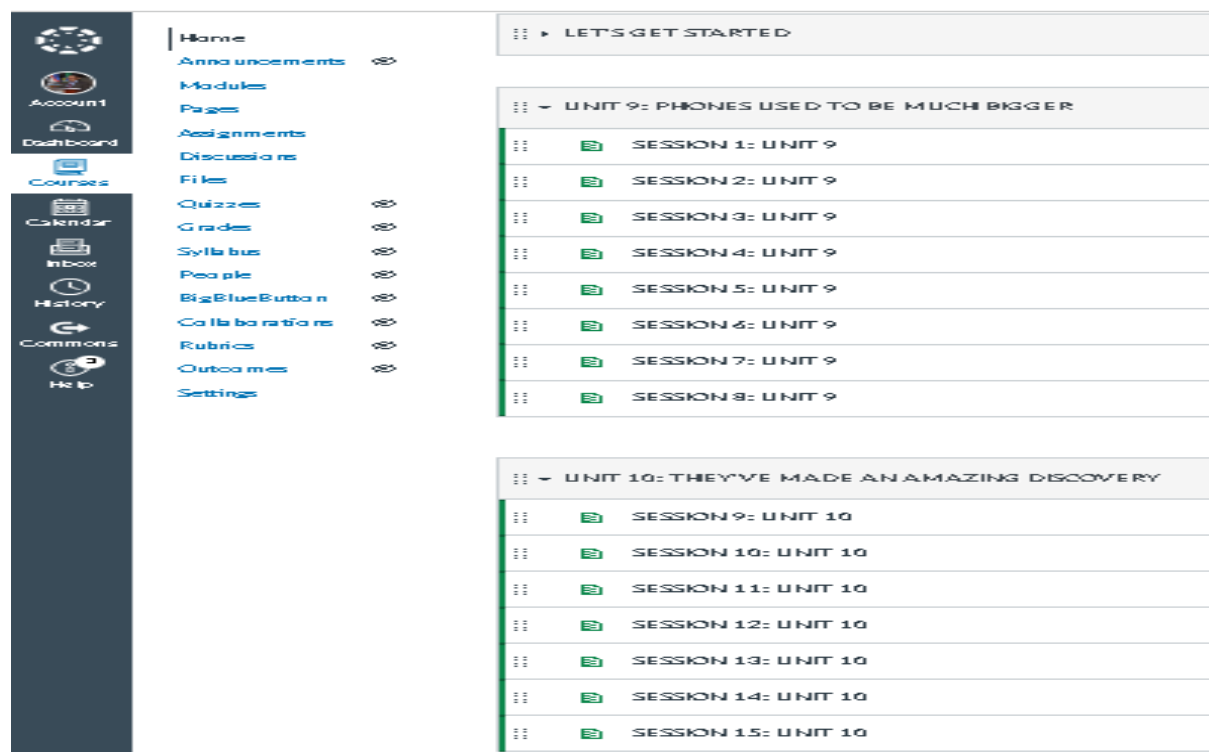 Account
Dashboard
Courses
Calendar
Inbox
History
Commons
3
Help
Home
Announcements
Modules
Pages
Assignments
Discussions
Files
Quizzes
Grades
Syllabus
People
BigBlueButton
Collaborations
Rubrics
Outcomes
Settings
LET'S GET STARTED
UNIT 9: PHONES USED TO BE MUCH BIGGER
SESSION 1: UNIT 9
SESSION 2: UNIT 9
SESSION 3: UNIT 9
SESSION 4: UNIT 9
SESSION 5: UNIT 9
SESSION 6: UNIT 9
SESSION 7: UNIT 9
SESSION 8: UNIT 9
UNIT 10: THEY'VE MADE AN AMAZING DISCOVERY
SESSION 9: UNIT 10
SESSION 10: UNIT 10
SESSION 11: UNIT 10
SESSION 12: UNIT 10
SESSION 13: UNIT 10
SESSION 14: UNIT 10
SESSION 15: UNIT 10